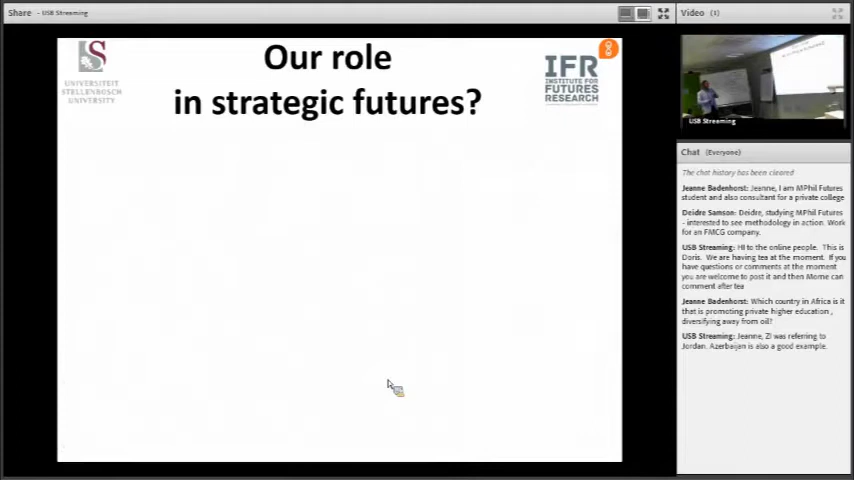 Share - USB Streaming
Video (1)
UNIVERSITEIT
STELLENBOSCH
UNIVERSITY
Our role
in strategic futures?
IFR
INSTITUTE FOR
FUTURES
RESEARCH
USB Streaming
Chat (Everyone)
The chat history has been cleared
Jeanne Badenhorst: Jeanne, I am MPhil Futures
student and also consultant for a private college
Deidre Samson: Deidre, studying MPhil Futures
- interested to see methodology in action. Work
for an FMCG company.
USB Streaming: HI to the online people. This is
Doris. We are having tea at the moment. If you
have questions or comments at the moment
you are welcome to post it and then Morne can
comment after tea
Jeanne Badenhorst: Which country in Africa is it
that is promoting private higher education ,
diversifying away from oil?
USB Streaming: Jeanne, ZI was referring to
Jordan. Azerbaijan is also a good example.